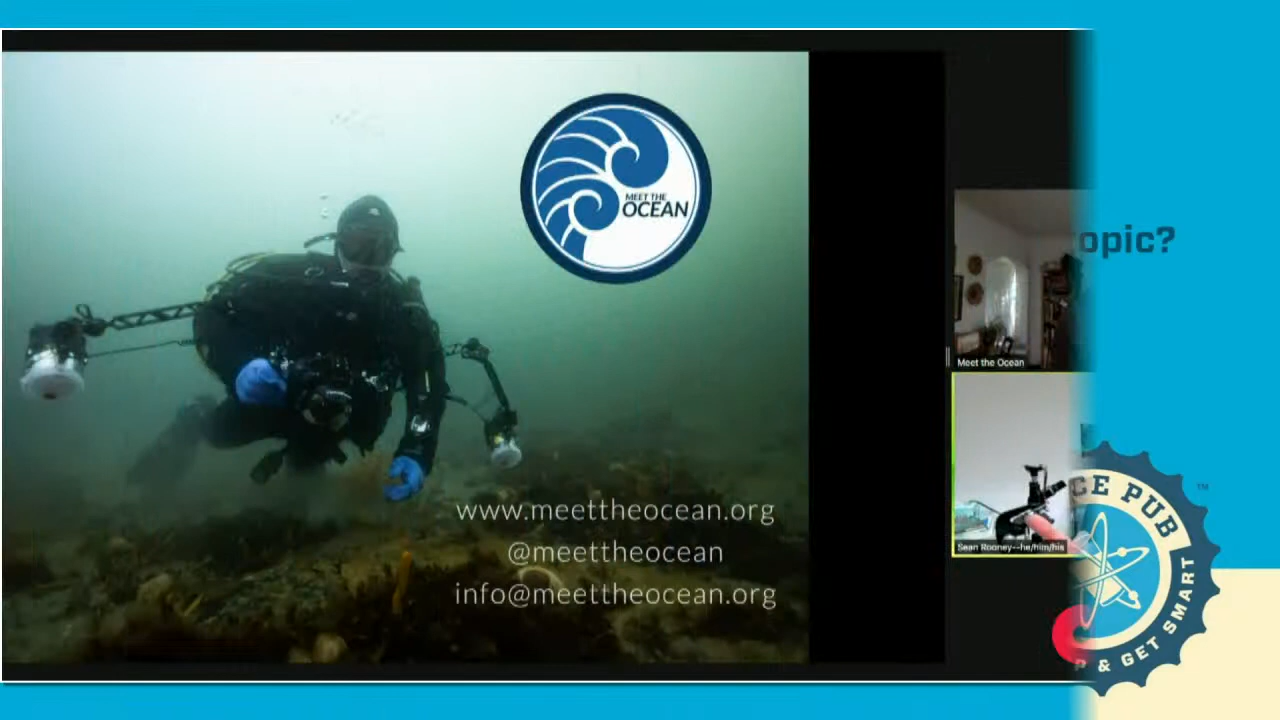 MEET THE
OCEAN
www.meettheocean.org
@meettheocean
info@meettheocean.org
opic?
Meet the Ocean
Sean Rooney--he/him/his
CE PUB
TM
P & GET SMART